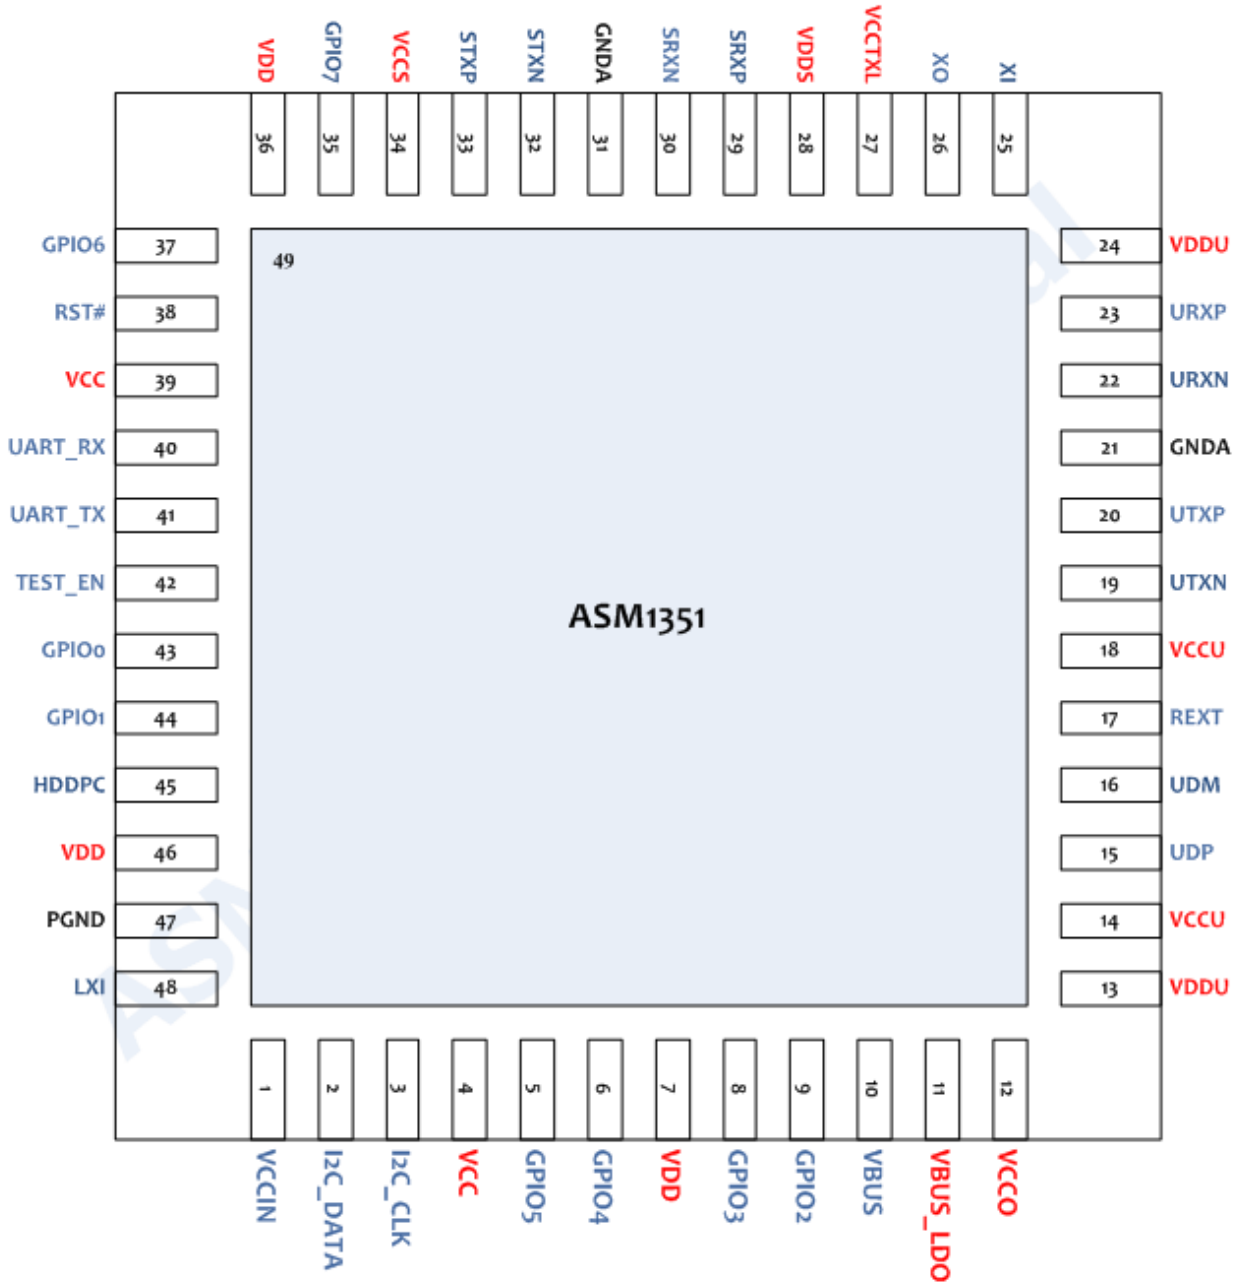 VDD
GPIO7
VCCS
STXP
STXN
GNDA
SRXN
SRXP
VDDS
VCCTXL
XO
XI
36
35
34
33
32
31
30
29
28
27
26
25
GPIO6 37
RST# 38
VCC 39
UART_RX 40
UART_TX 41
TEST_EN 42
GPIO0 43
GPIO1 44
HDDPC 45
VDD 46
PGND 47
LXI 48
49
ASM1351
24 VDDU
23 URXP
22 URXN
21 GNDA
20 UTXP
19 UTXN
18 VCCU
17 REXT
16 UDM
15 UDP
14 VCCU
13 VDDU
1
2
3
4
5
6
7
8
9
10
11
12
VCCIN
I2C_DATA
I2C_CLK
VCC
GPIO5
GPIO4
VDD
GPIO3
GPIO2
VBUS
VBUS_LDO
VCCO